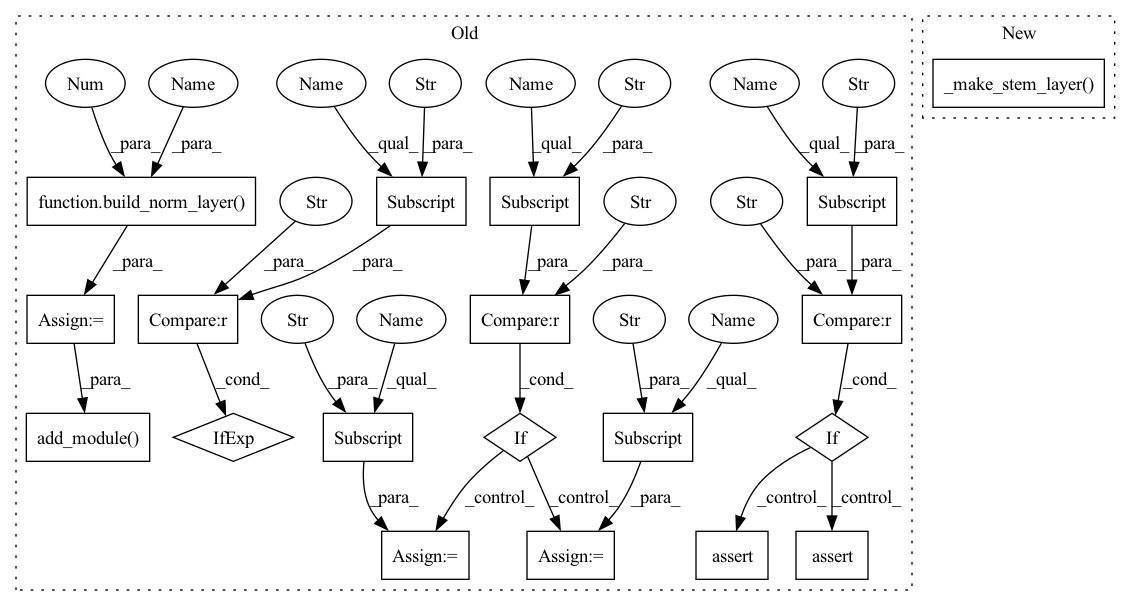 Old
New
Num
Name
Name
Str
Name
Str
Name
Str
_make_stem_layer()
_para_
_para_
_qual_
_para_
_qual_
_para_
_qual_
_para_
function.build_norm_layer()
Str
Subscript
Subscript
Str
Str
Subscript
_para_
_para_
_para_
_para_
_para_
_para_
_para_
Assign:=
Compare:r
Str
Name
Compare:r
Str
Name
Compare:r
_para_
_cond_
_para_
_qual_
_cond_
_para_
_qual_
_cond_
add_module()
IfExp
Subscript
If
Subscript
If
_para_
_control_
_control_
_para_
_control_
_control_
Assign:=
Assign:=
assert
assert